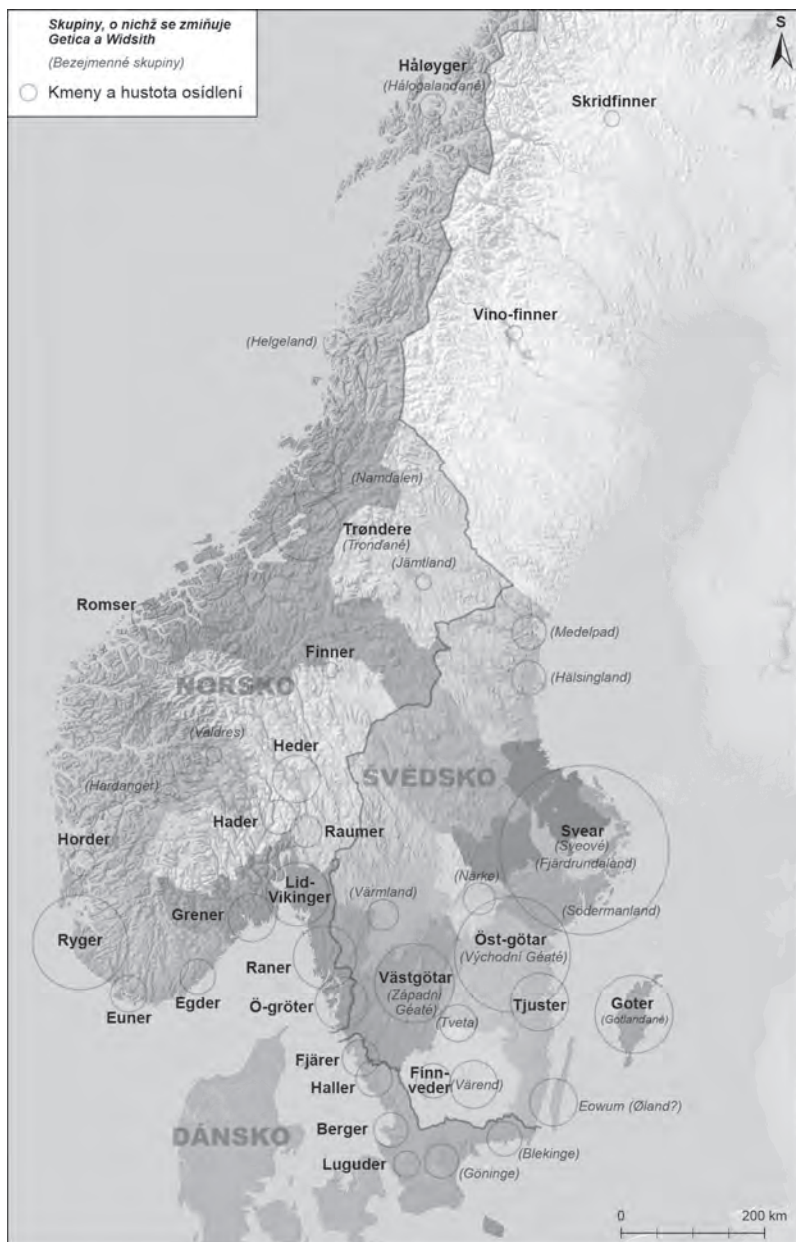 Skupiny, o nichž se zmiňuje
Getica a Widsith
(Bezejmenné skupiny)
Kmeny a hustota osídlení
S
Håløyger
(Hálogalanďané)
Skridfinner
Vino-finner
(Helgeland)
(Namdalen)
Trøndere
(Tronďané)
(Jämtland)
Romser
(Medelpad)
Finner
(Hälsingland)
NORSKO
(Valdres)
Heder
(Hardanger)
ŠVÉDSKO
Hader
Raumer
Svear
(Sveové)
(Fjärdrundaland)
Horder
Lid-
Vikinger
(Närke)
(Värmland)
(Södermanland)
Grener
Ryger
Öst-götar
(Východní Géaté)
Raner
Västgötar
(Západní
Géaté)
Egder
Euner
Ö-gröter
Tjuster
Goter
(Gotlanďané)
(Tveta)
Fjärer
Haller
Finn-
veder
(Värend)
Eowum (Øland?)
Berger
DÁNSKO
(Blekinge)
Luguder
(Göninge)
0
200 km